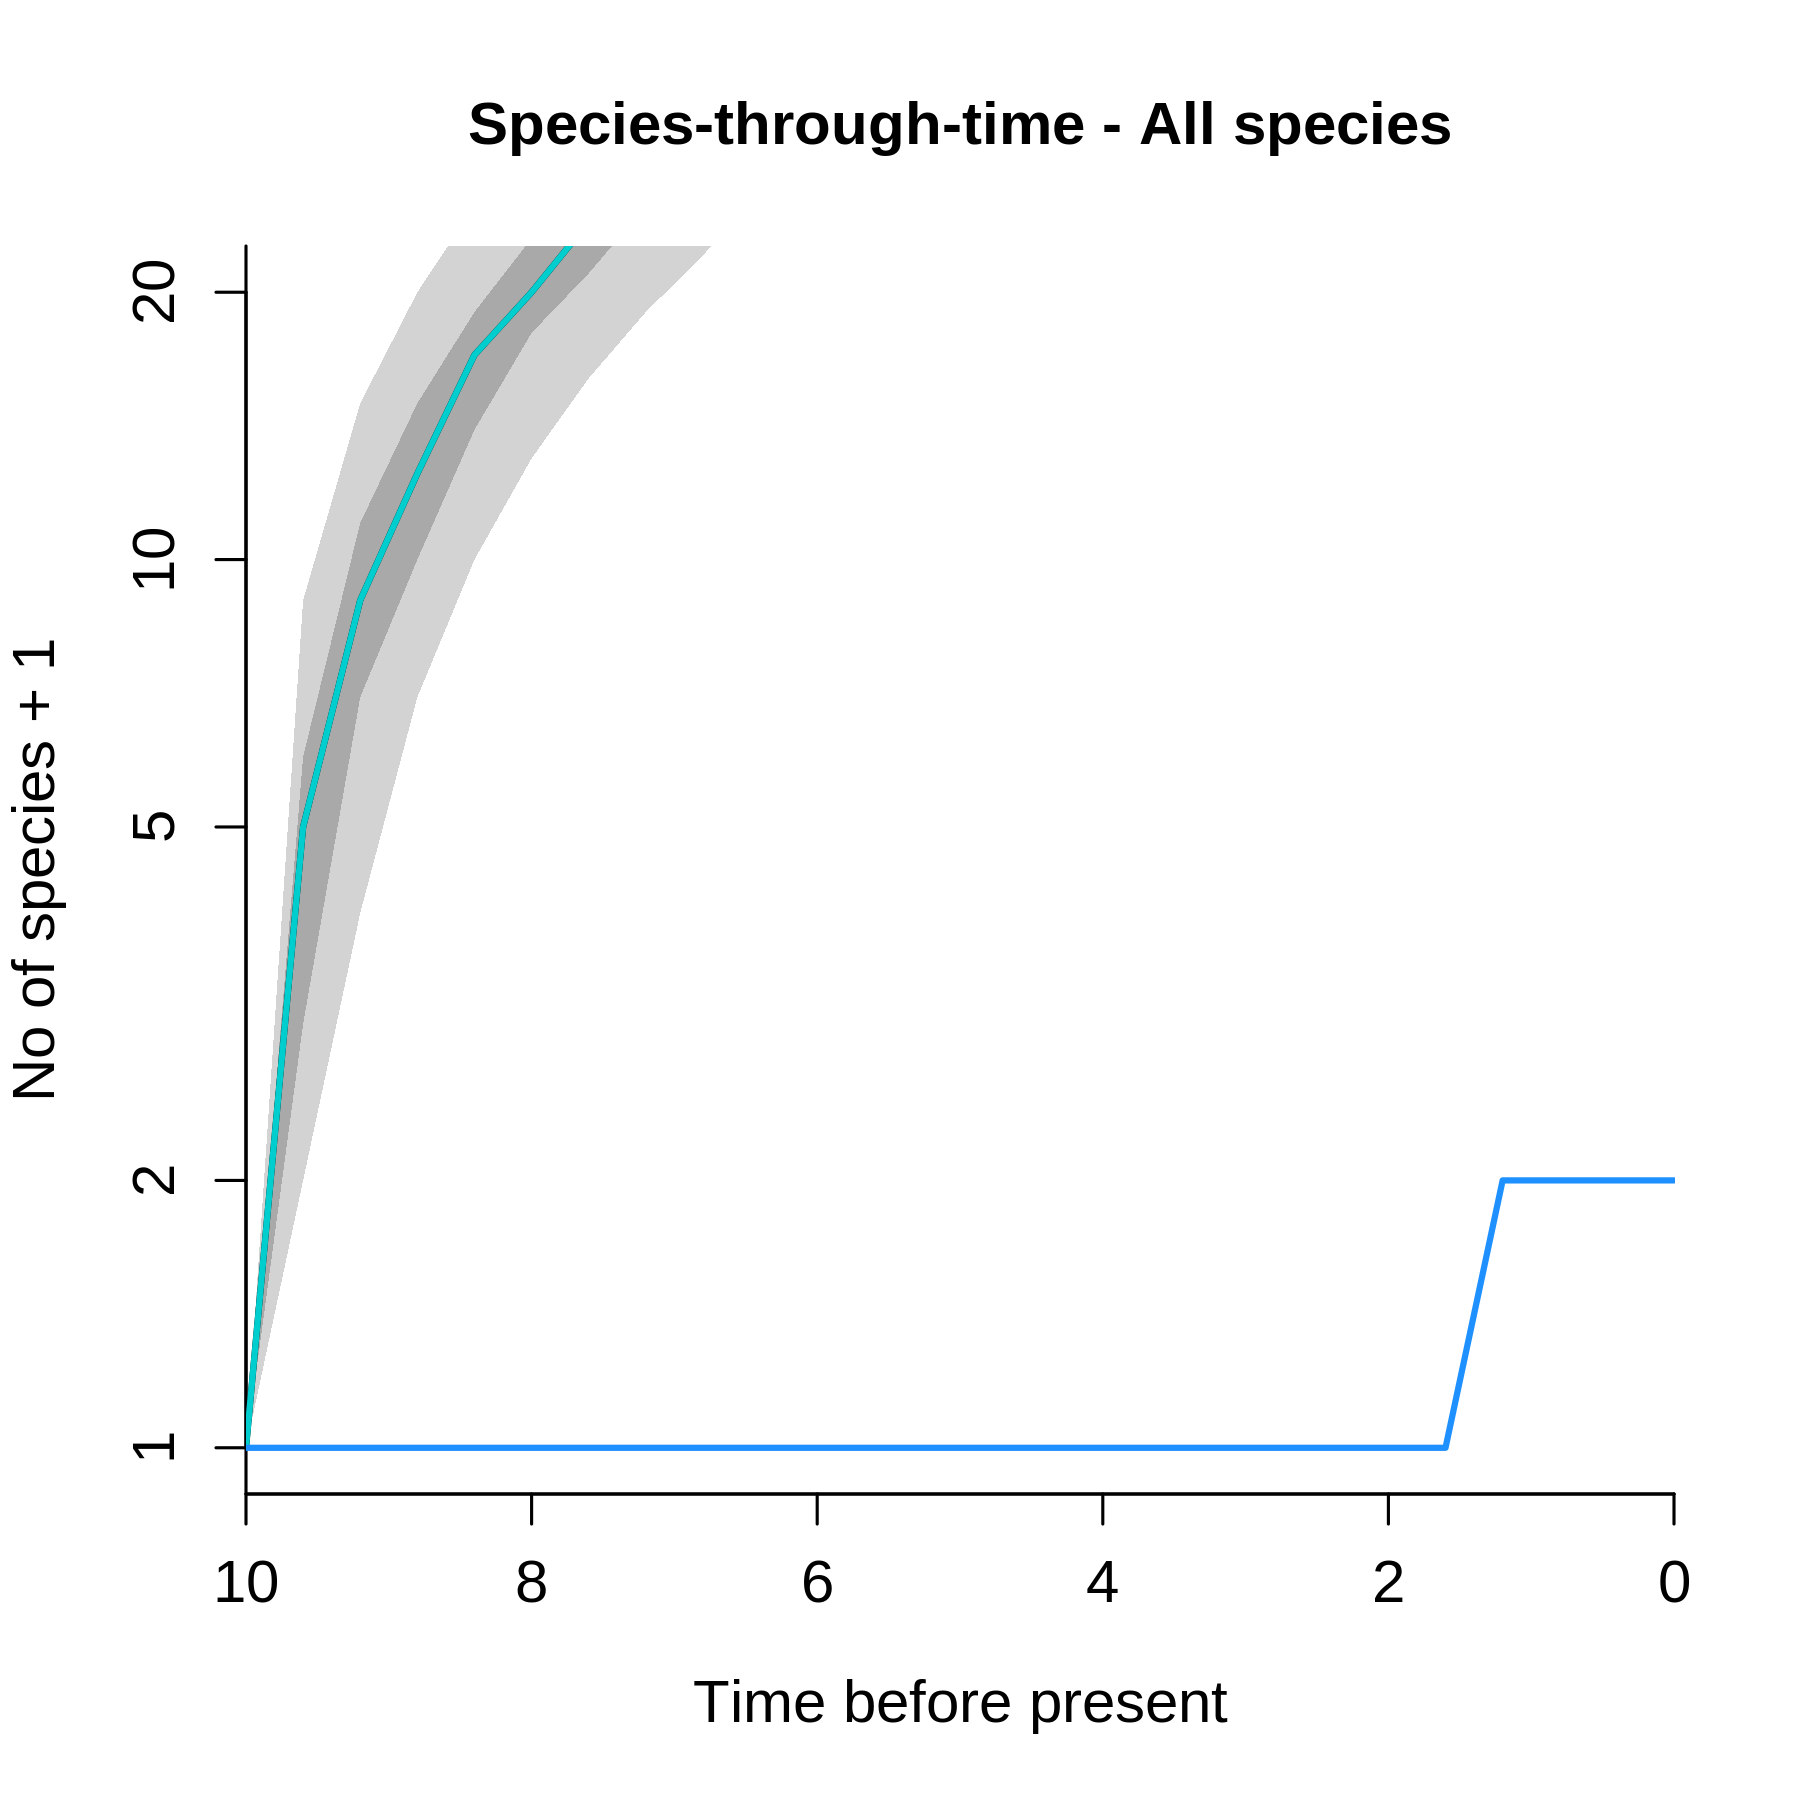 Species-through-time - All species
No of species + 1
20
10
5
2
1
10 8 6 4 2 0
Time before present